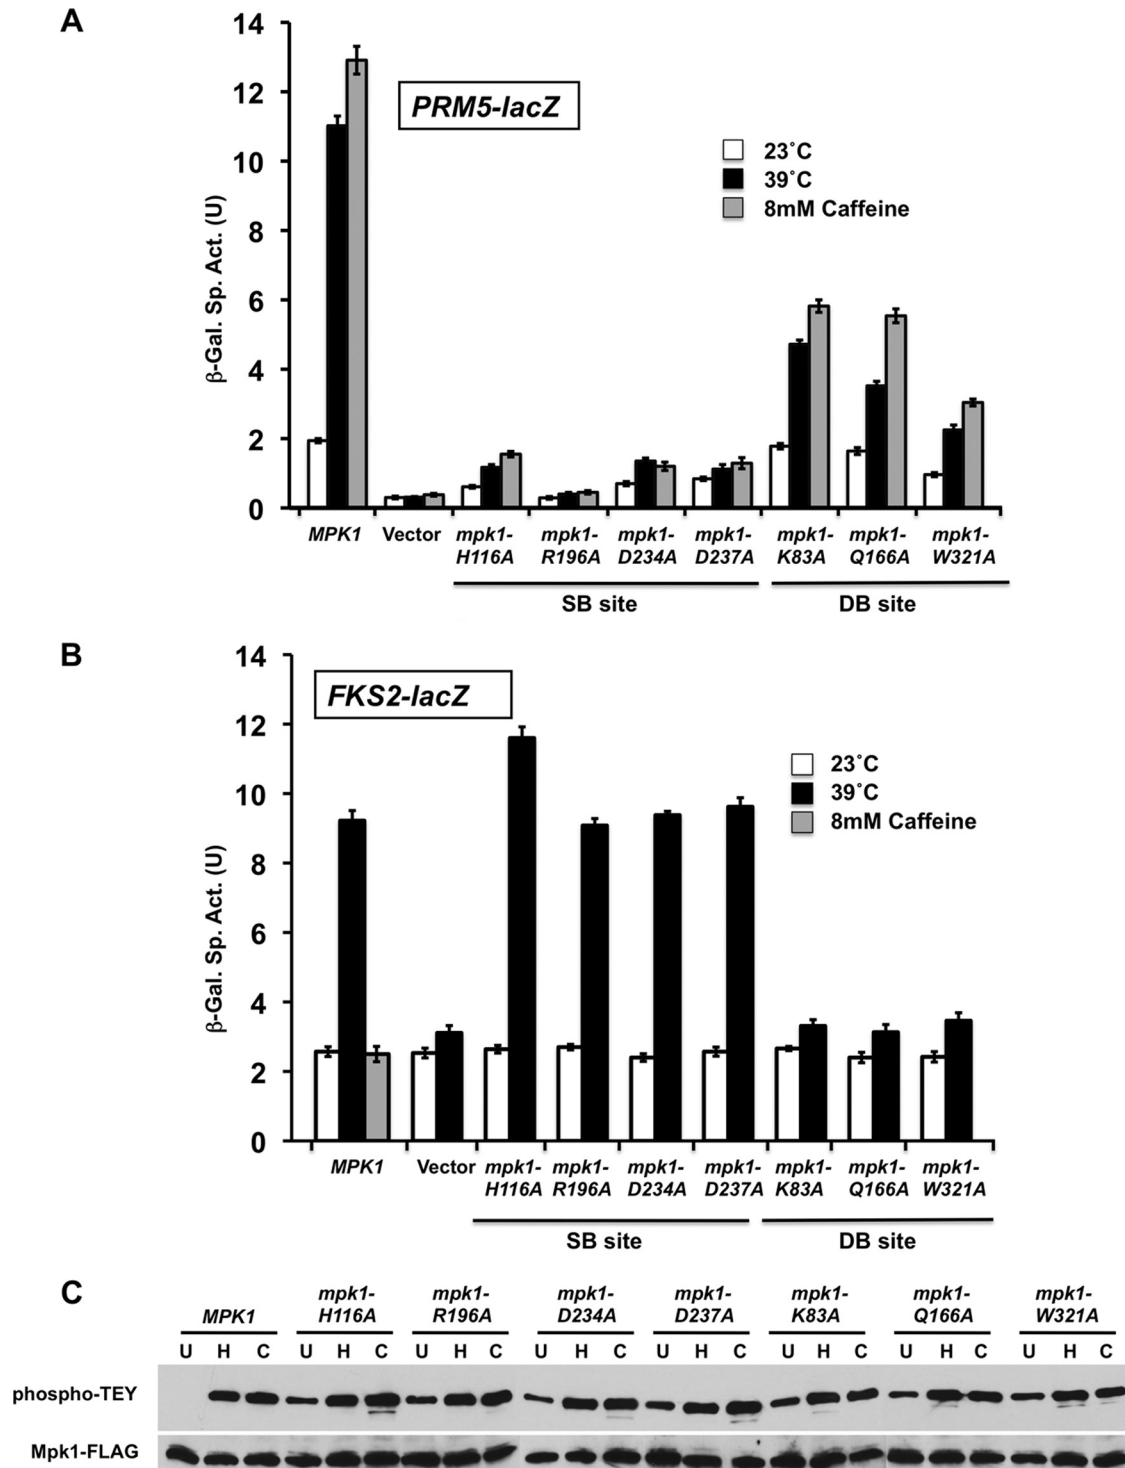 A
14
12
10
8
6
4
2
0
β-Gal. Sp. Act. (U)
PRM5-lacZ
23˚C
39˚C
8mM Caffeine
MPK1 Vector mpk1-H116A mpk1-R196A mpk1-D234A mpk1-D237A mpk1-K83A mpk1-Q166A mpk1-W321A
SB site DB site
B
14
12
10
8
6
4
2
0
β-Gal. Sp. Act. (U)
FKS2-lacZ
23˚C
39˚C
8mM Caffeine
MPK1 Vector mpk1-H116A mpk1-R196A mpk1-D234A mpk1-D237A mpk1-K83A mpk1-Q166A mpk1-W321A
SB site DB site
C
MPK1 mpk1-H116A mpk1-R196A mpk1-D234A mpk1-D237A mpk1-K83A mpk1-Q166A mpk1-W321A
U H C U H C U H C U H C U H C U H C U H C U H C
phospho-TEY
Mpk1-FLAG